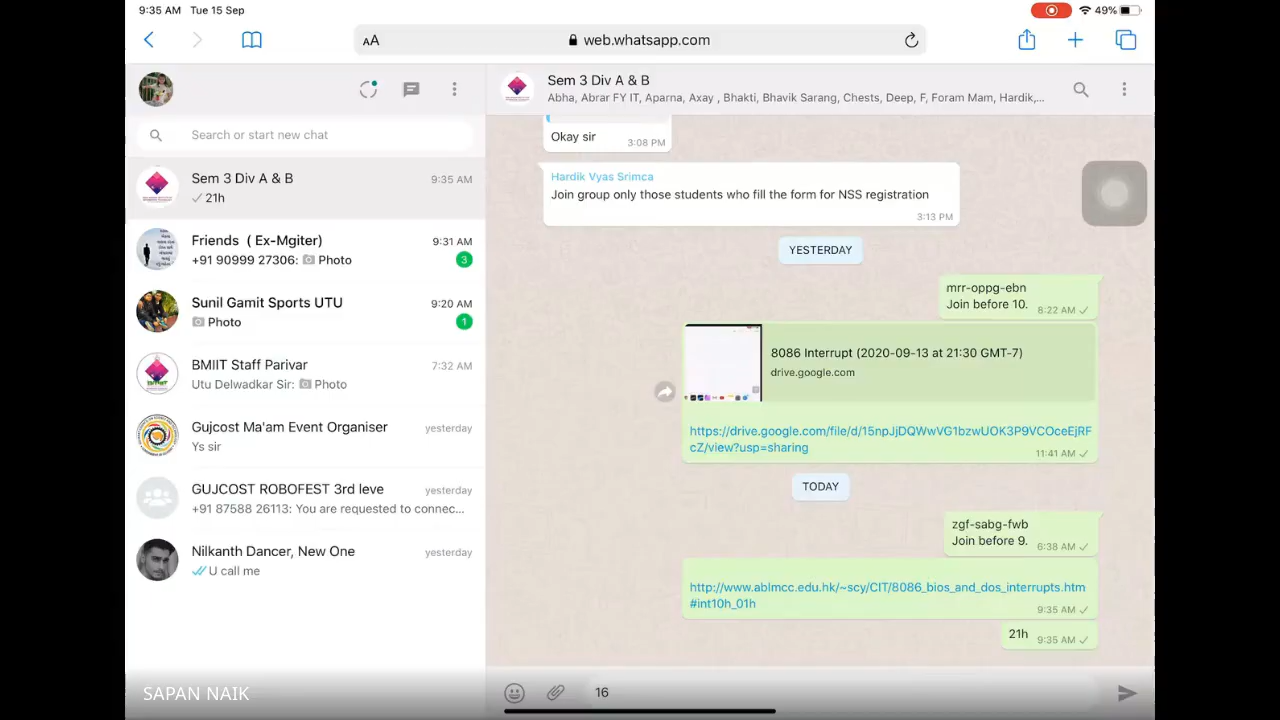 9:35 AM Tue 15 Sep
49%
AA
web.whatsapp.com
Search or start new chat
Sem 3 Div A & B
9:35 AM
21h
Friends ( Ex-Mgiter)
9:31 AM
+91 90999 27306: Photo
3
Sunil Gamit Sports UTU
9:20 AM
Photo
1
BMIIT Staff Parivar
7:32 AM
Utu Delwadkar Sir: Photo
Gujcost Ma'am Event Organiser
yesterday
Ys sir
GUJCOST ROBOFEST 3rd leve
yesterday
+91 87588 26113: You are requested to connec...
Nilkanth Dancer, New One
yesterday
U call me
SAPAN NAIK
Sem 3 Div A & B
Abha, Abrar FY IT, Aparna, Axay , Bhakti, Bhavik Sarang, Chests, Deep, F, Foram Mam, Hardik,...
Okay sir
3:08 PM
Hardik Vyas Srimca
Join group only those students who fill the form for NSS registration
3:13 PM
YESTERDAY
mrr-oppg-ebn
Join before 10.
8:22 AM
8086 Interrupt (2020-09-13 at 21:30 GMT-7)
drive.google.com
https://drive.google.com/file/d/15npJjDQWwVG1bzwUOK3P9VCOceEjRF
cZ/view?usp=sharing
11:41 AM
TODAY
zgf-sabg-fwb
Join before 9.
6:38 AM
http://www.ablmcc.edu.hk/~scy/CIT/8086_bios_and_dos_interrupts.htm
#int10h_01h
9:35 AM
21h
9:35 AM
16